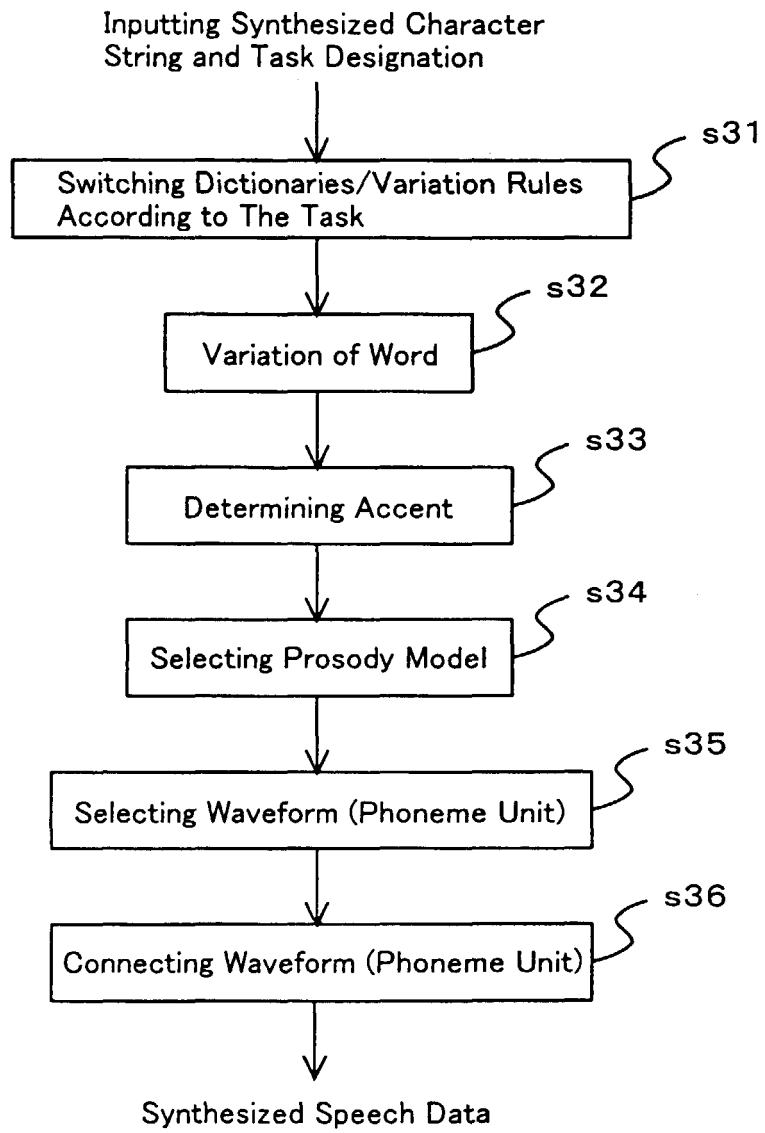 Inputting Synthesized Character
String and Task Designation
s31
Switching Dictionaries/Variation Rules
According to The Task
s32
Variation of Word
s33
Determining Accent
s34
Selecting Prosody Model
s35
Selecting Waveform (Phoneme Unit)
s36
Connecting Waveform (Phoneme Unit)
Synthesized Speech Data